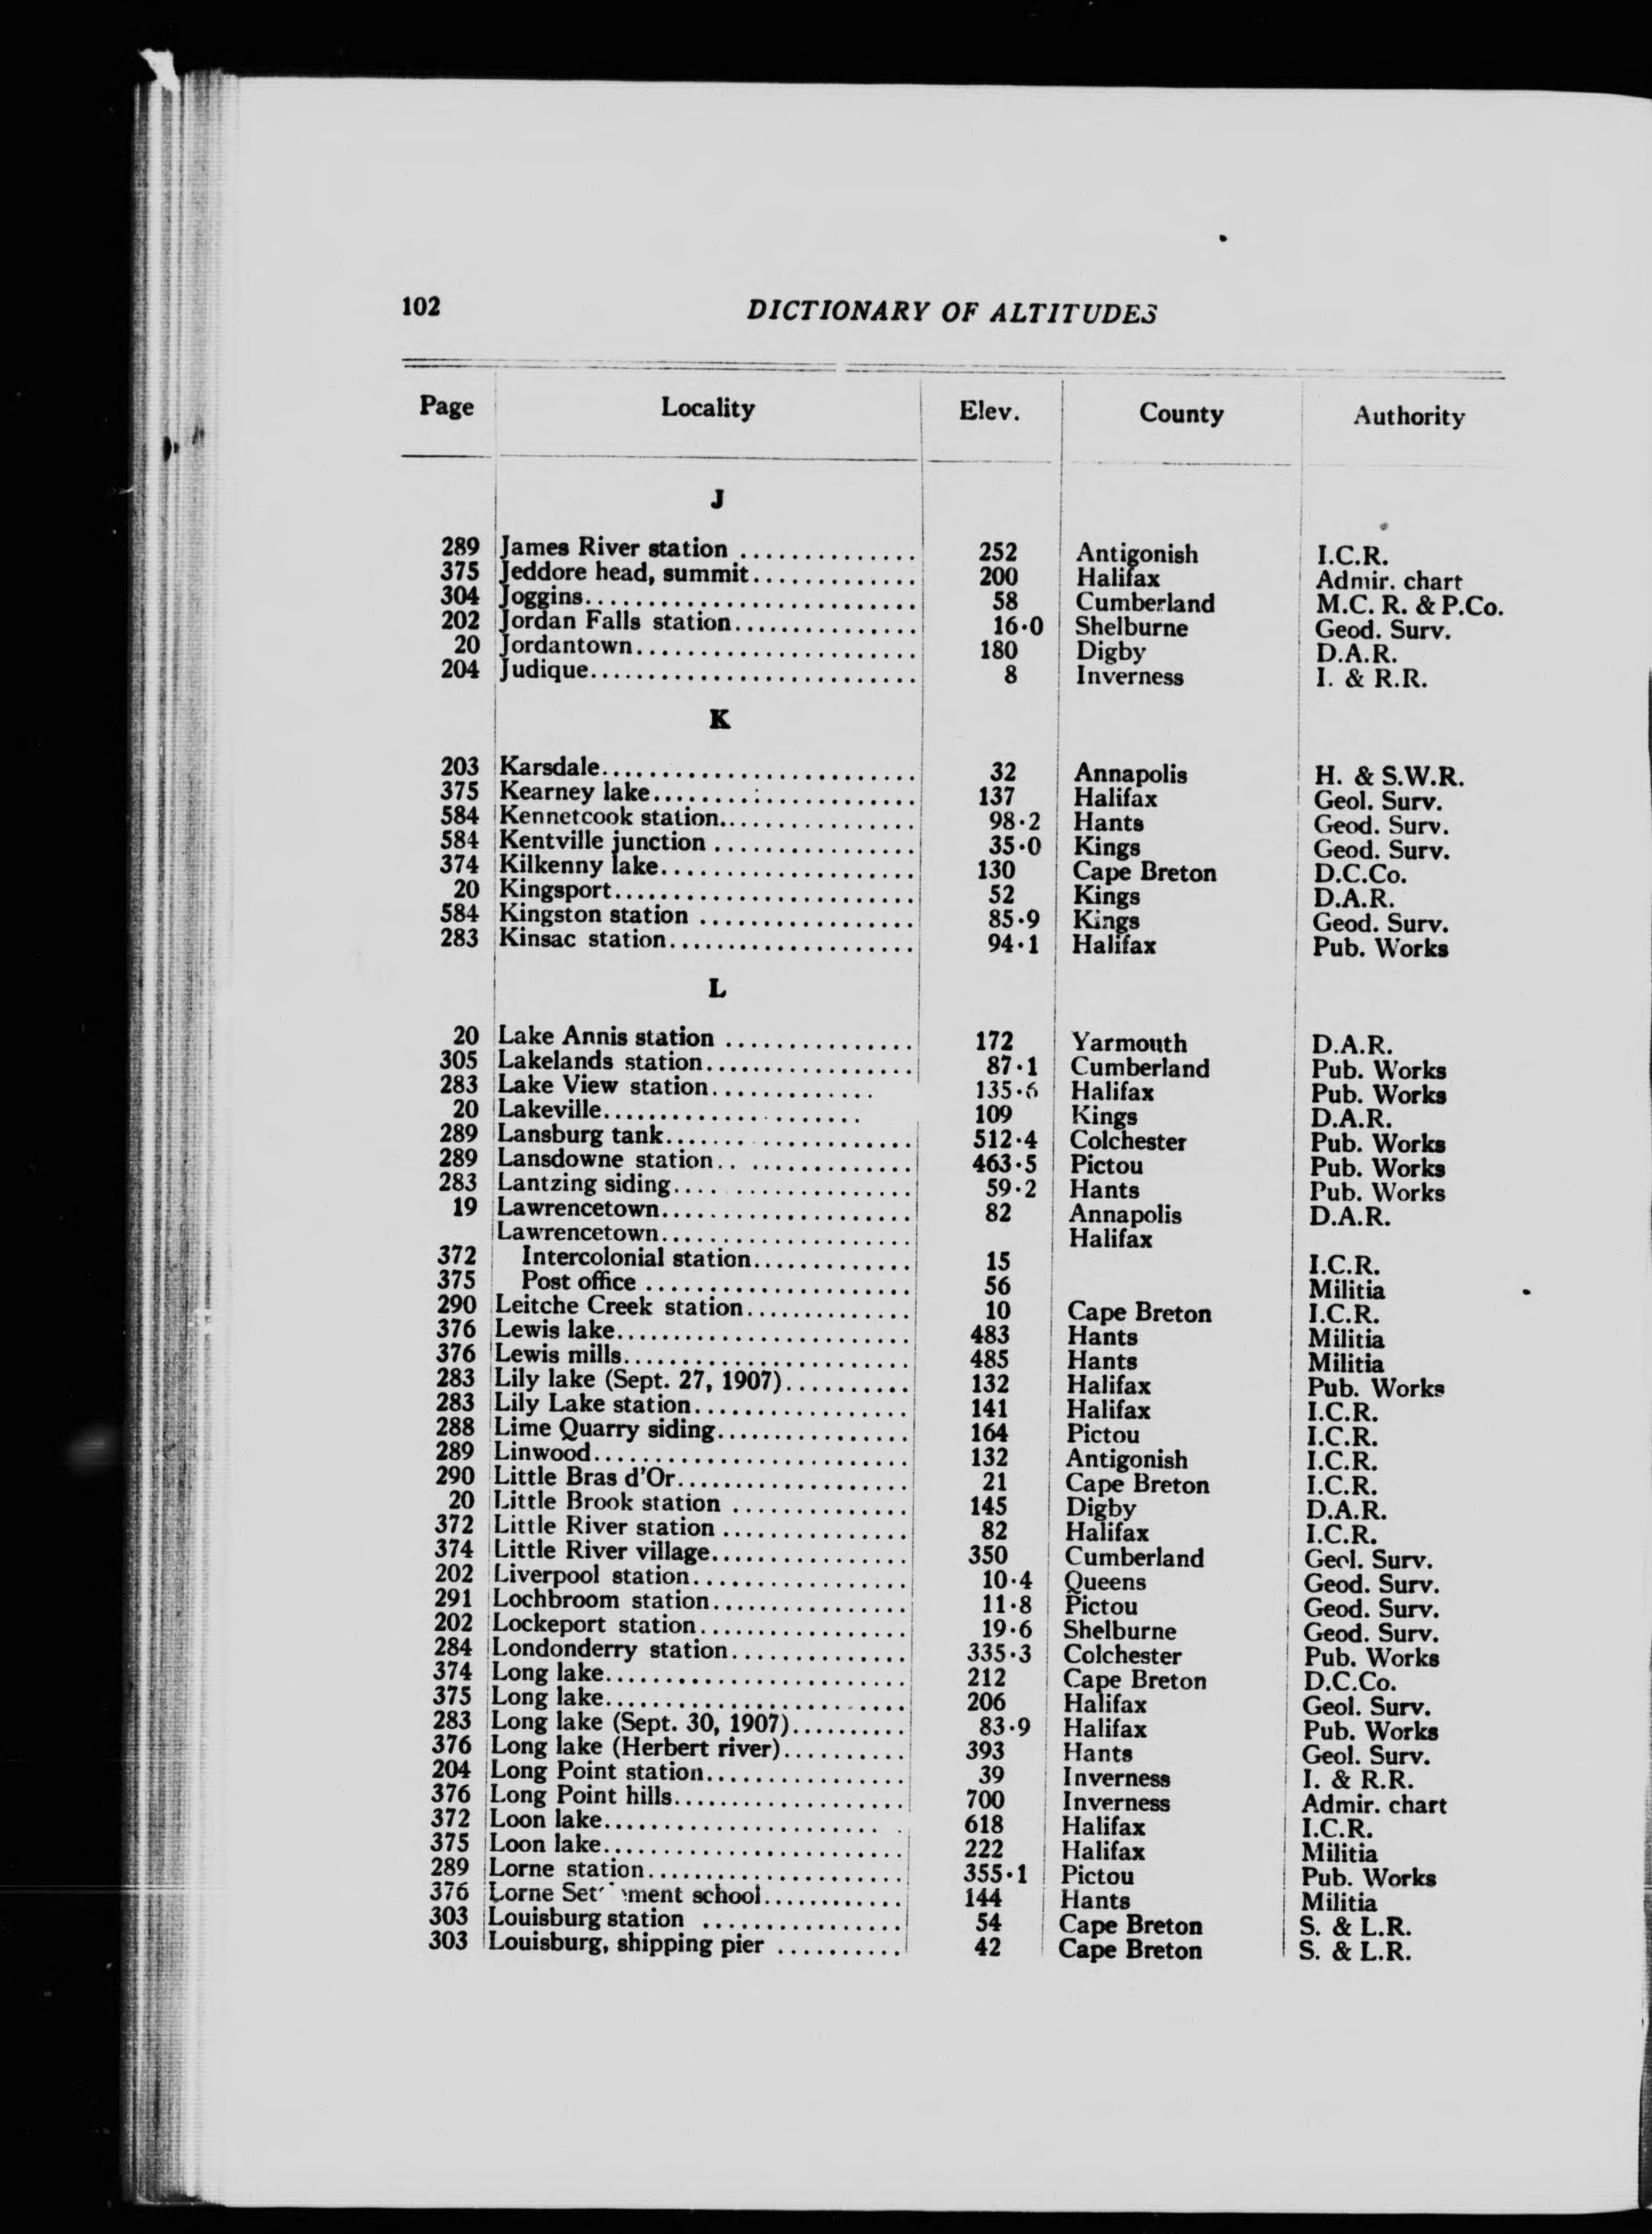 102 DICTIONARY OF ALTITUDES
Page Locality Elev. County Authority
J
289 James River station .............. 252 Antigonish I.C.R.
375 Jeddore head, summit............. 200 Halifax Admir. chart
304 Joggins.......................... 58 Cumberland M.C. R. & P.Co.
202 Jordan Falls station............... 16·0 Shelburne Geod. Surv.
20 Jordantown...................... 180 Digby D.A.R.
204 Judique.......................... 8 Inverness I. & R.R.
K
203 Karsdale......................... 32 Annapolis H. & S.W.R.
375 Kearney lake..................... 137 Halifax Geol. Surv.
584 Kennetcook station................ 98·2 Hants Geod. Surv.
584 Kentville junction ................ 35·0 Kings Geod. Surv.
374 Kilkenny lake.................... 130 Cape Breton D.C.Co.
20 Kingsport........................ 52 Kings D.A.R.
584 Kingston station ................. 85·9 Kings Geod. Surv.
283 Kinsac station.................... 94·1 Halifax Pub. Works
L
20 Lake Annis station ............... 172 Yarmouth D.A.R.
305 Lakelands station................. 87·1 Cumberland Pub. Works
283 Lake View station............. 135·6 Halifax Pub. Works
20 Lakeville..................... 109 Kings D.A.R.
289 Lansburg tank.................... 512·4 Colchester Pub. Works
289 Lansdowne station................ 463·5 Pictou Pub. Works
283 Lantzing siding................... 59·2 Hants Pub. Works
19 Lawrencetown.................... 82 Annapolis D.A.R.
Lawrencetown.................... Halifax
372 Intercolonial station............. 15 I.C.R.
375 Post office ...................... 56 Militia
290 Leitche Creek station............. 10 Cape Breton I.C.R.
376 Lewis lake........................ 483 Hants Militia
376 Lewis mills....................... 485 Hants Militia
283 Lily lake (Sept. 27, 1907).......... 132 Halifax Pub. Works
283 Lily Lake station................. 141 Halifax I.C.R.
288 Lime Quarry siding................ 164 Pictou I.C.R.
289 Linwood......................... 132 Antigonish I.C.R.
290 Little Bras d'Or................... 21 Cape Breton I.C.R.
20 Little Brook station .............. 145 Digby D.A.R.
372 Little River station ............... 82 Halifax I.C.R.
374 Little River village................ 350 Cumberland Geol. Surv.
202 Liverpool station.................. 10·4 Queens Geod. Surv.
291 Lochbroom station................ 11·8 Pictou Geod. Surv.
202 Lockeport station................. 19·6 Shelburne Geod. Surv.
284 Londonderry station.............. 335·3 Colchester Pub. Works
374 Long lake........................ 212 Cape Breton D.C.Co.
375 Long lake........................ 206 Halifax Geol. Surv.
283 Long lake (Sept. 30, 1907)......... 83·9 Halifax Pub. Works
376 Long lake (Herbert river).......... 393 Hants Geol. Surv.
204 Long Point station................ 39 Inverness I. & R.R.
376 Long Point hills................... 700 Inverness Admir. chart
372 Loon lake....................... 618 Halifax I.C.R.
375 Loon lake........................ 222 Halifax Militia
289 Lorne station..................... 355·1 Pictou Pub. Works
376 Lorne school............ 144 Hants Militia
303 Louisburg station ................ 54 Cape Breton S. & L.R.
303 Louisburg, shipping pier .......... 42 Cape Breton S. & L.R.